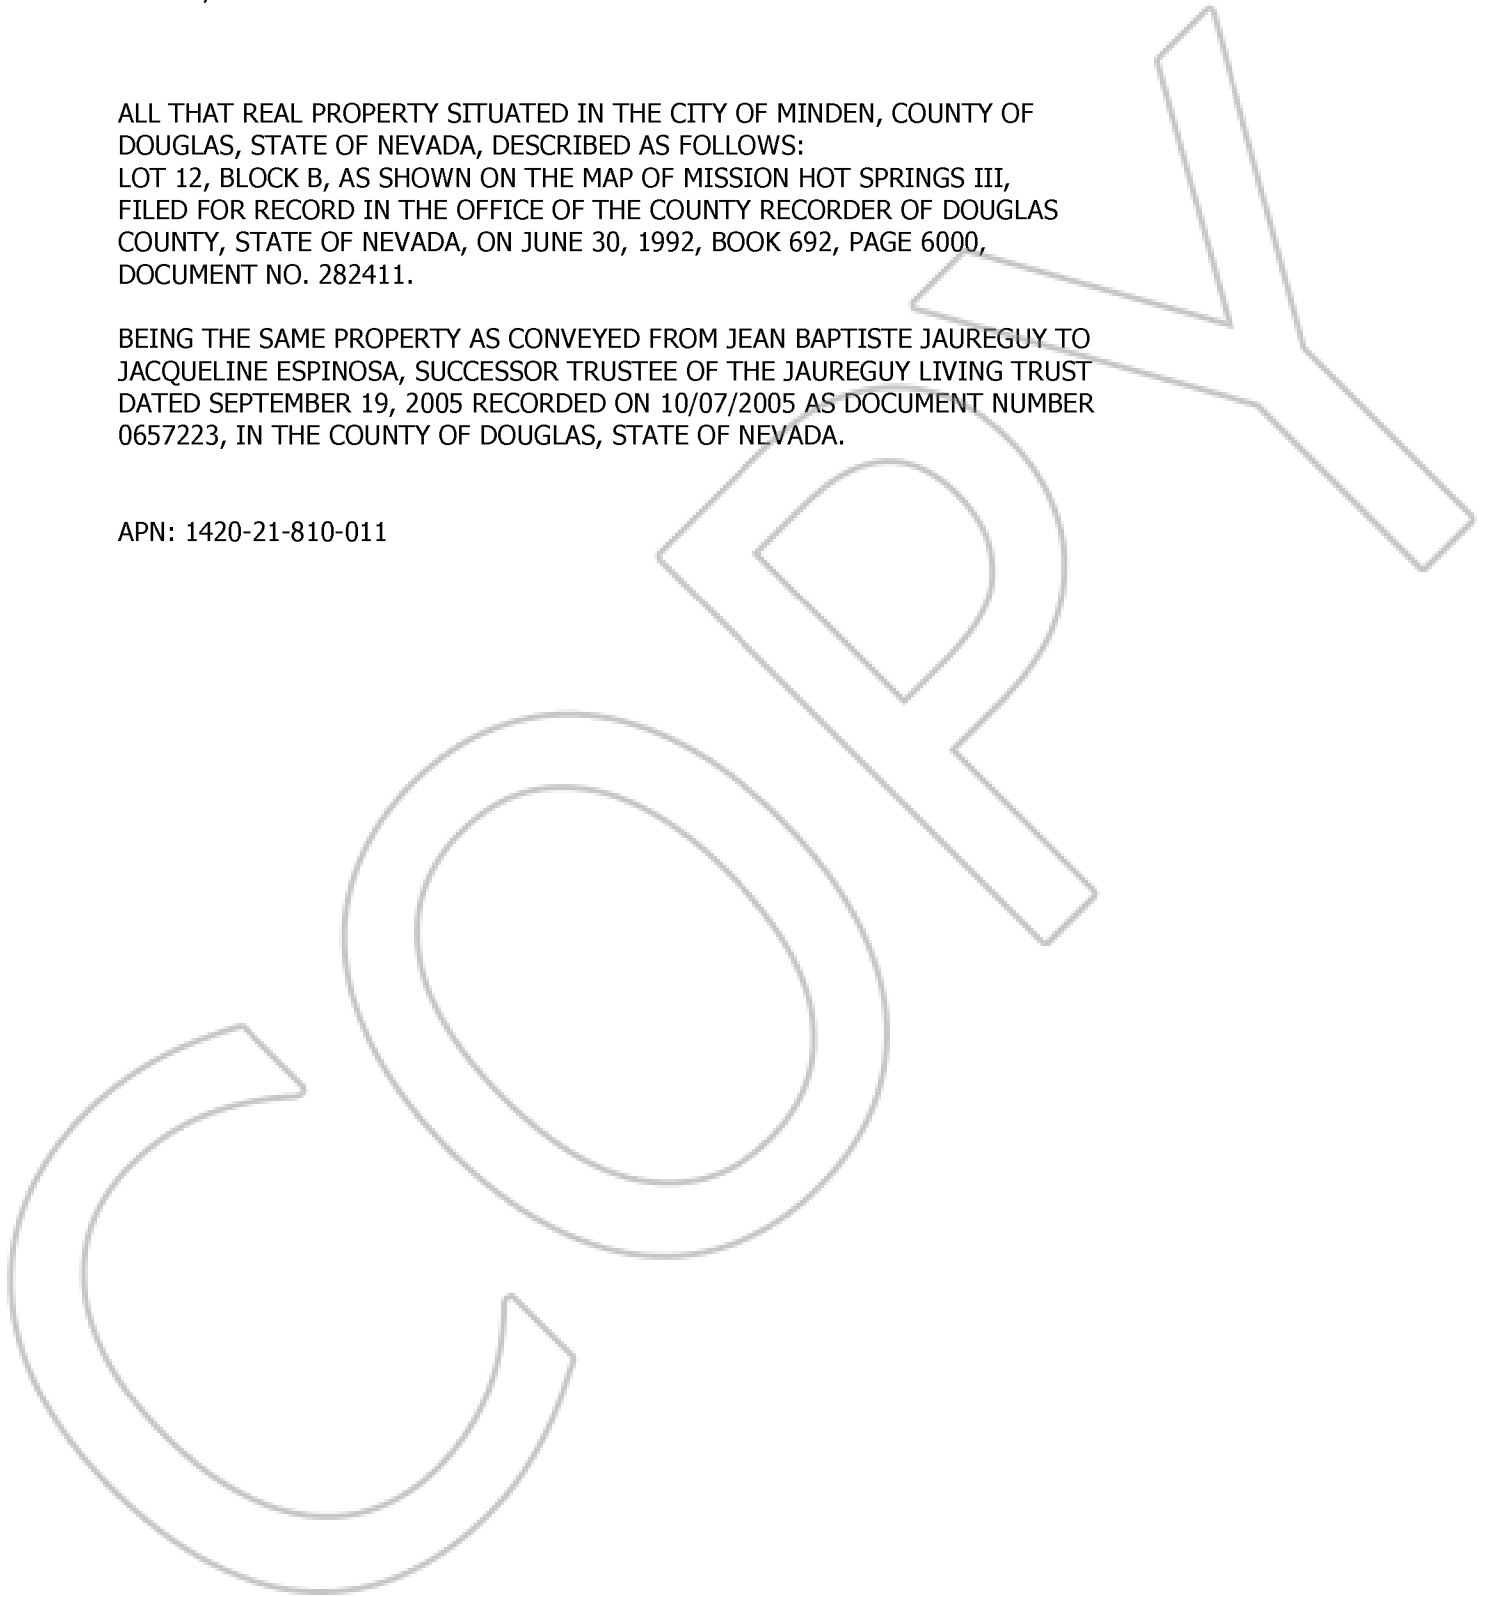 ALL THAT REAL PROPERTY SITUATED IN THE CITY OF MINDEN, COUNTY OF
DOUGLAS, STATE OF NEVADA, DESCRIBED AS FOLLOWS:
LOT 12, BLOCK B, AS SHOWN ON THE MAP OF MISSION HOT SPRINGS III,
FILED FOR RECORD IN THE OFFICE OF THE COUNTY RECORDER OF DOUGLAS
COUNTY, STATE OF NEVADA, ON JUNE 30, 1992, BOOK 692, PAGE 6000,
DOCUMENT NO. 282411.
BEING THE SAME PROPERTY AS CONVEYED FROM JEAN BAPTISTE JAUREGUY TO
JACQUELINE ESPINOSA, SUCCESSOR TRUSTEE OF THE JAUREGUY LIVING TRUST
DATED SEPTEMBER 19, 2005 RECORDED ON 10/07/2005 AS DOCUMENT NUMBER
0657223, IN THE COUNTY OF DOUGLAS, STATE OF NEVADA.
APN: 1420-21-810-011
COPY